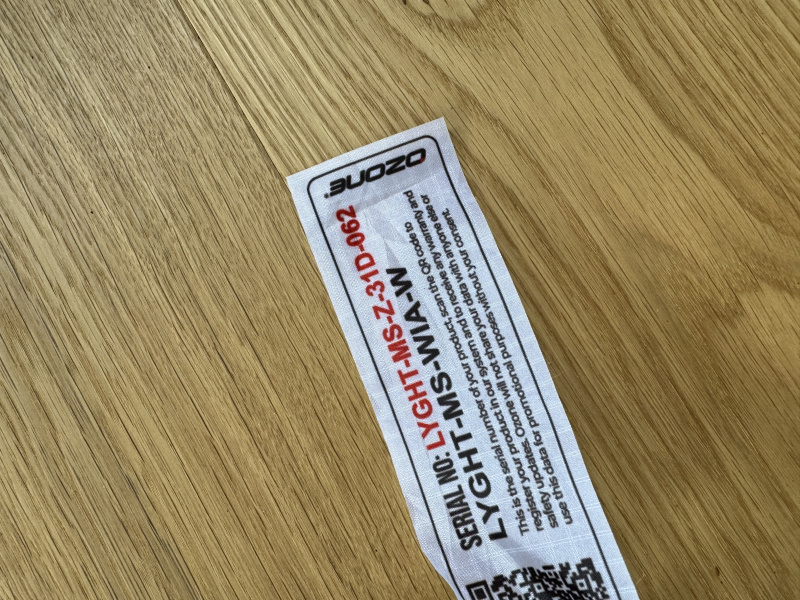 OZONE
SERIAL NO: LYGHT-MS-Z-31D-062
LYGHT-MS-WIA-W
This is the serial number of your product, scan the QR code to
register your product in our system and to receive any warranty and
safety updates. Ozone will not share your data with anyone else or
use this data for promotional purposes without your consent.